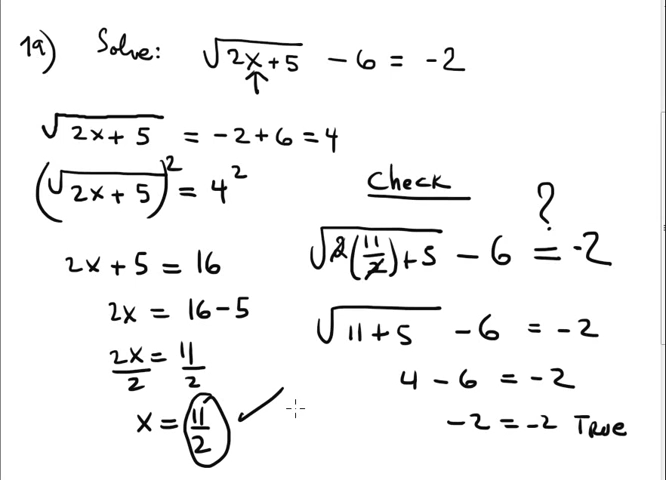 19) Solve: √(2x+5) - 6 = -2
√(2x+5) = -2+6 = 4
(√(2x+5))² = 4²
2x+5 = 16
2x = 16-5
2x/2 = 11/2
x = 11/2 ✓
Check
?
√(2(11/2)+5) - 6 = -2
√(11+5) - 6 = -2
4 - 6 = -2
-2 = -2 True